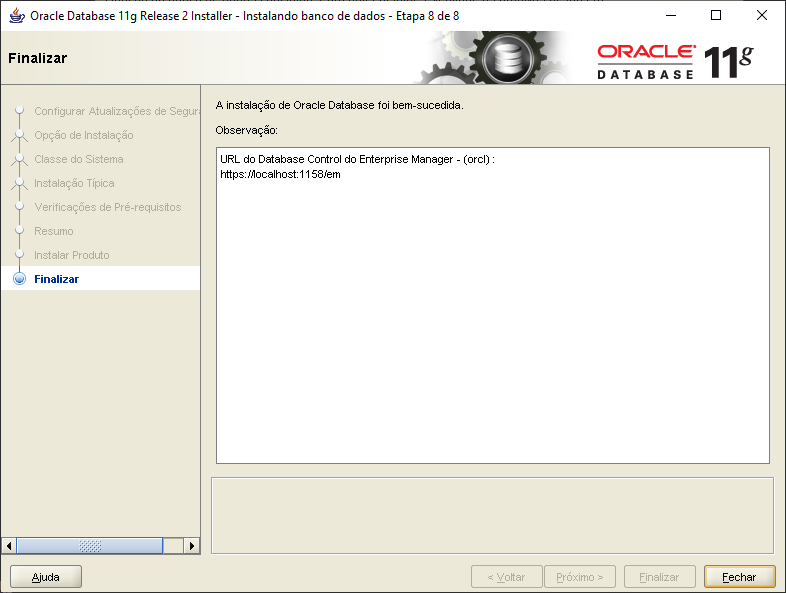 Oracle Database 11g Release 2 Installer - Instalando banco de dados - Etapa 8 de 8
Finalizar
ORACLE
DATABASE 11g
Configurar Atualizações de Segura
Opção de Instalação
Classe do Sistema
Instalação Típica
Verificações de Pré-requisitos
Resumo
Instalar Produto
Finalizar
A instalação de Oracle Database foi bem-sucedida.
Observação:
URL do Database Control do Enterprise Manager - (orcl) :
https://localhost:1158/em
Ajuda
< Voltar
Próximo >
Finalizar
Fechar